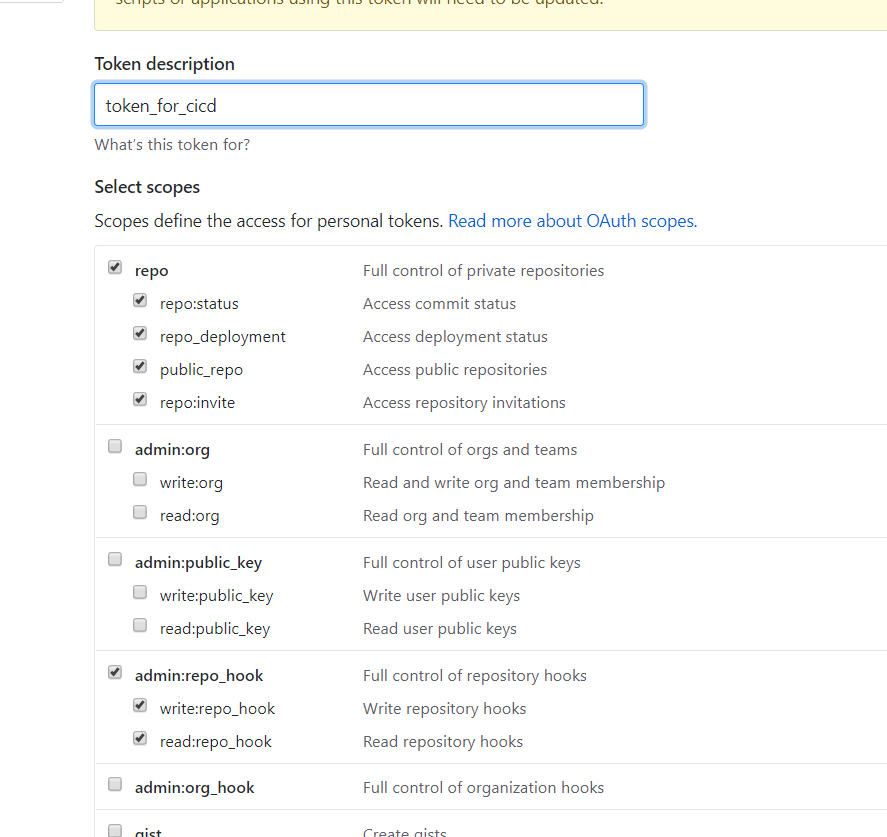 scripts or applications using this token will need to be updated.
Token description
token_for_cicd
What's this token for?
Select scopes
Scopes define the access for personal tokens. Read more about OAuth scopes.
repo Full control of private repositories
repo:status Access commit status
repo_deployment Access deployment status
public_repo Access public repositories
repo:invite Access repository invitations
admin:org Full control of orgs and teams
write:org Read and write org and team membership
read:org Read org and team membership
admin:public_key Full control of user public keys
write:public_key Write user public keys
read:public_key Read user public keys
admin:repo_hook Full control of repository hooks
write:repo_hook Write repository hooks
read:repo_hook Read repository hooks
admin:org_hook Full control of organization hooks
gist Create gists